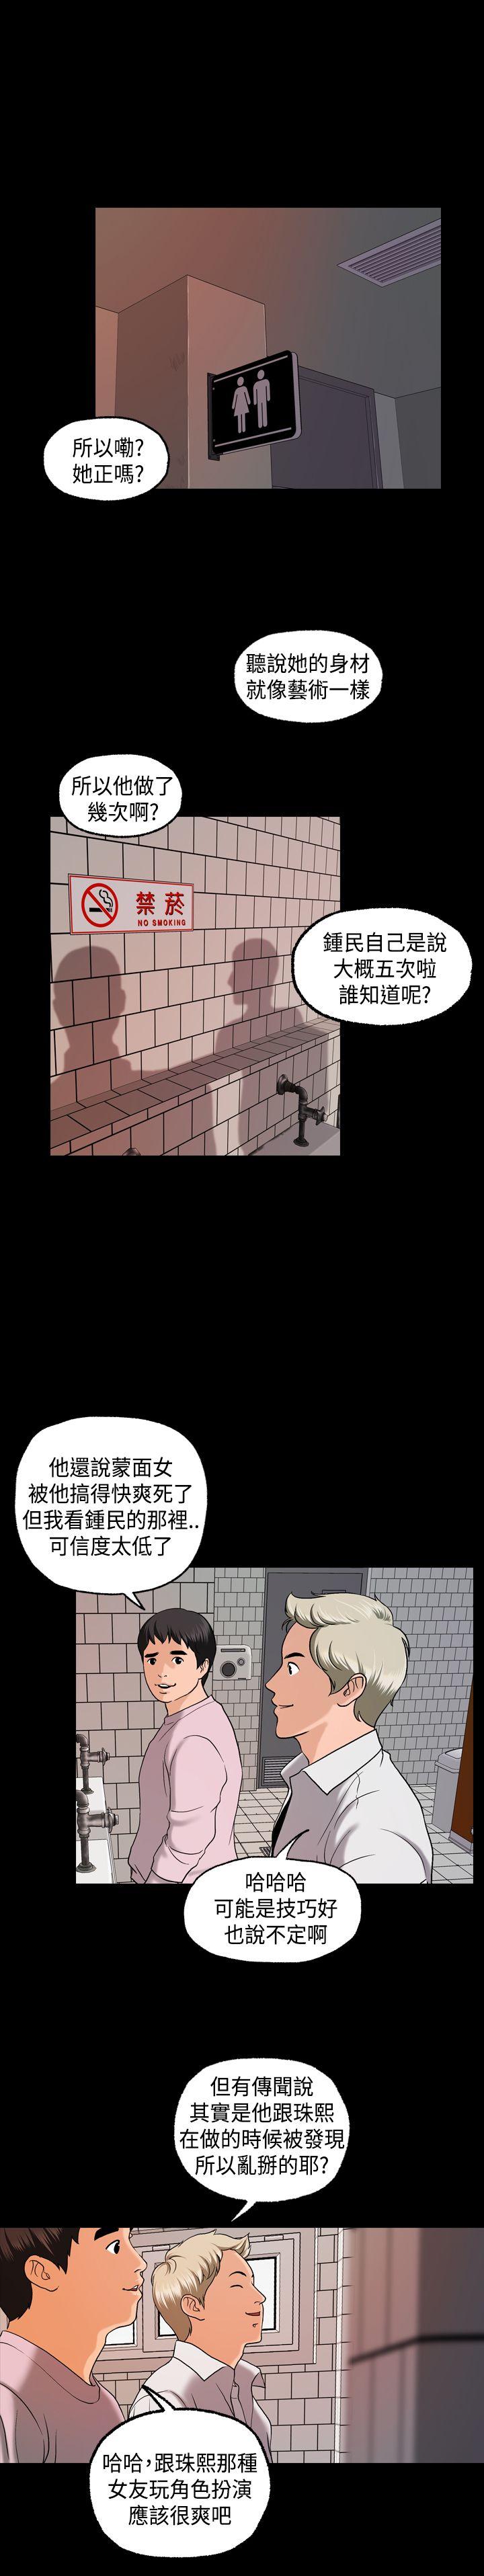 所以嘞?
她正嗎?
聽說她的身材
就像藝術一樣
所以他做了
幾次啊?
禁菸
NO SMOKING
鍾民自己是說
大概五次啦
誰知道呢?
他還說蒙面女
被他搞得快爽死了
但我看鍾民的那裡..
可信度太低了
哈哈哈
可能是技巧好
也說不定啊
但有傳聞說
其實是他跟珠熙
在做的時候被發現
所以亂掰的耶?
哈哈,跟珠熙那種
女友玩角色扮演
應該很爽吧